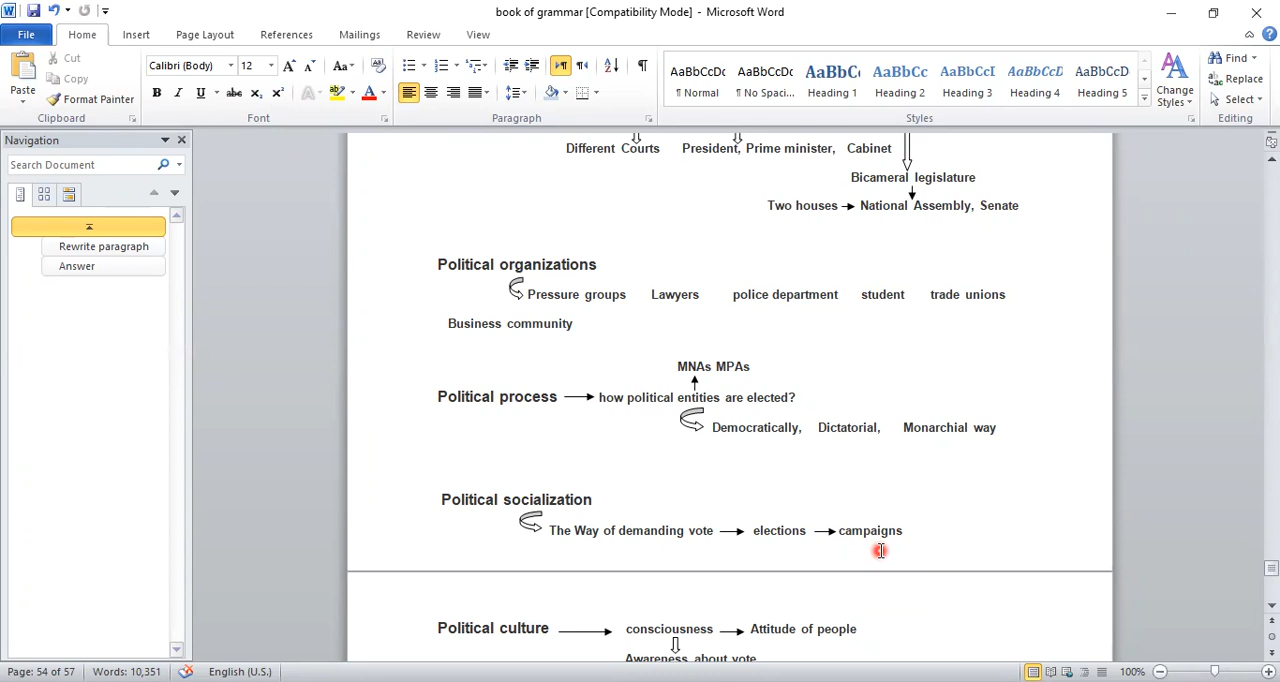 book of grammar [Compatibility Mode] - Microsoft Word
File Home Insert Page Layout References Mailings Review View
Cut
Copy
Format Painter
Paste
Clipboard
Calibri (Body) 12
Font
Paragraph
AaBbCcDc AaBbCcDc AaBbCc AaBbCc AaBbCcI AaBbCcD AaBbCcD
¶ Normal ¶ No Spaci... Heading 1 Heading 2 Heading 3 Heading 4 Heading 5
Change Styles
Styles
Find
Replace
Select
Editing
Navigation
Search Document
Rewrite paragraph
Answer
Different Courts President, Prime minister, Cabinet
Bicameral legislature
Two houses National Assembly, Senate
Political organizations
Pressure groups Lawyers police department student trade unions
Business community
MNAs MPAs
Political process how political entities are elected?
Democratically, Dictatorial, Monarchial way
Political socialization
The Way of demanding vote elections campaigns
Political culture consciousness Attitude of people
Awareness about vote
Page: 54 of 57 Words: 10,351 English (U.S.) 100%